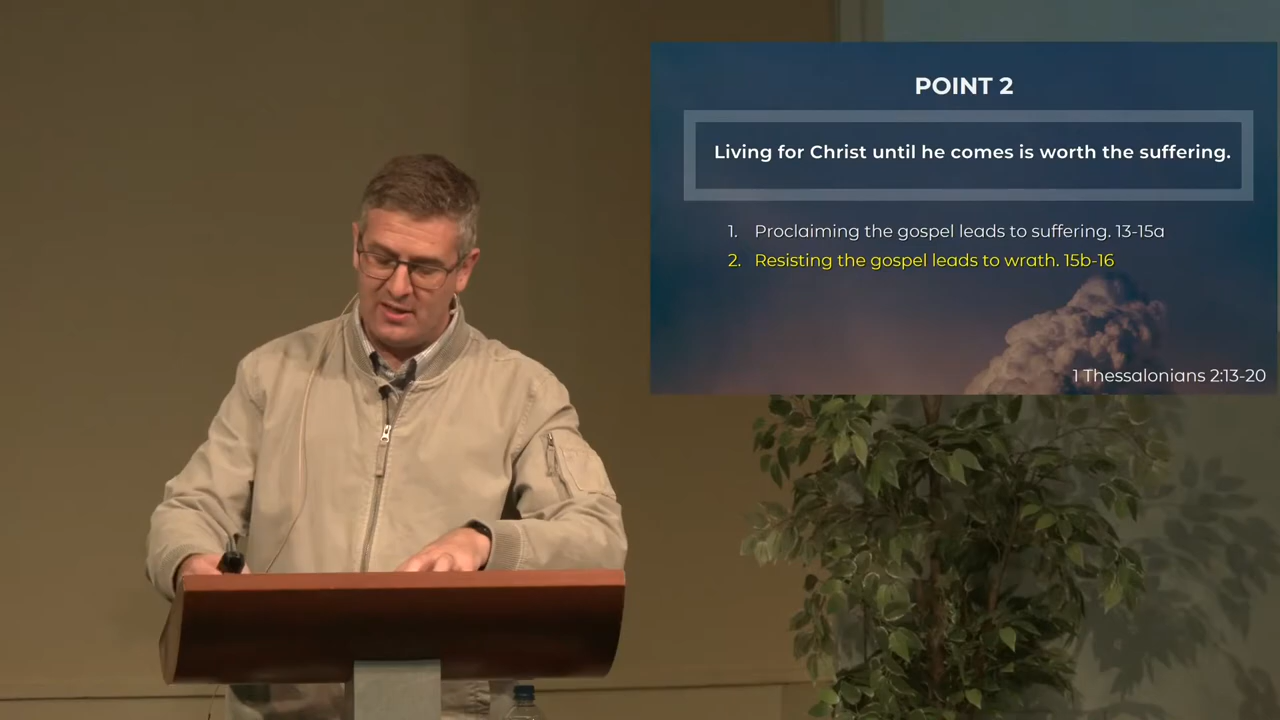 POINT 2
Living for Christ until he comes is worth the suffering.
1. Proclaiming the gospel leads to suffering. 13-15a
2. Resisting the gospel leads to wrath. 15b-16
1 Thessalonians 2:13-20